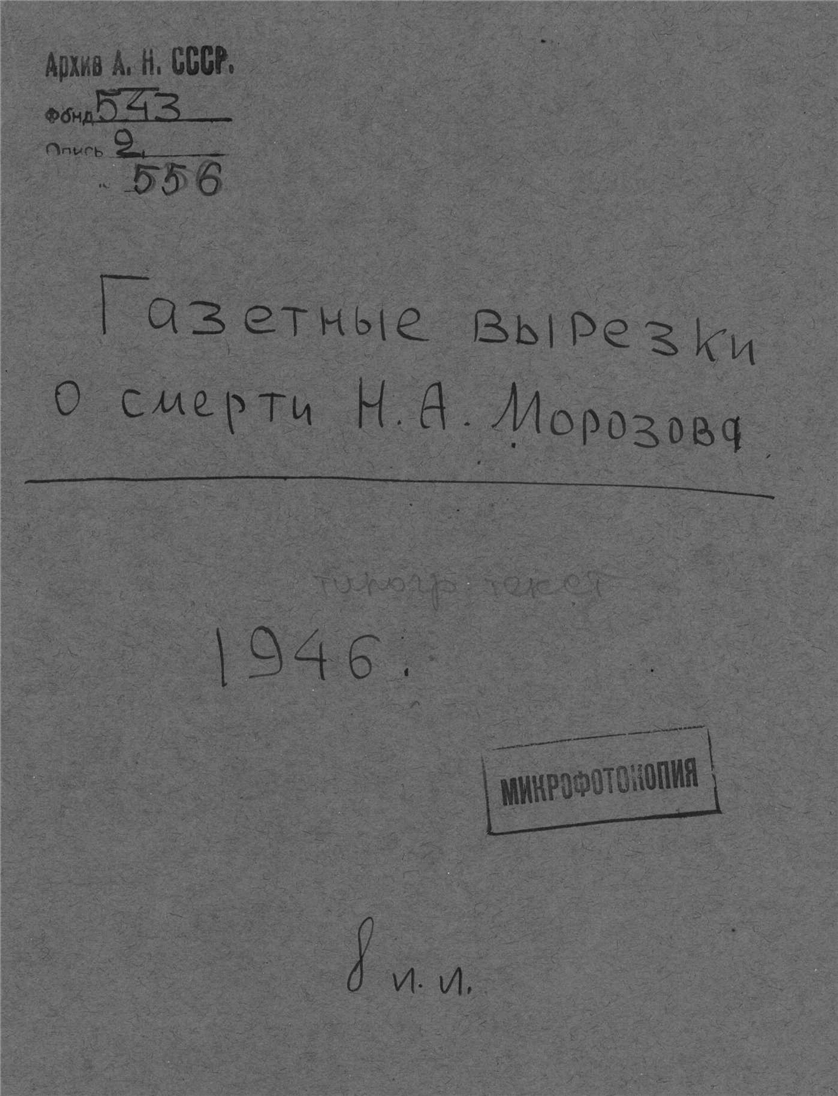 Архив А. Н. СССР.
Фонд 543
Опись 2
" 556
Газетные вырезки
о смерти Н. А. Морозова
1946.
МИКРОФОТОКОПИЯ
8 л. л.